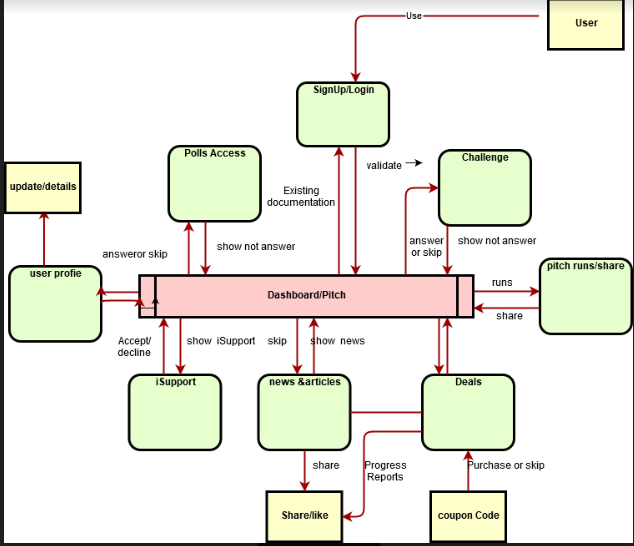 Use
User
SignUp/Login
Polls Access
validate
Challenge
update/details
Existing
documentation
answeror skip
show not answer
answer
or skip
show not answer
user profie
Dashboard/Pitch
pitch runs/share
runs
share
Accept/
decline
show iSupport
skip
show news
iSupport
news &articles
Deals
share
Progress
Reports
Purchase or skip
Share/like
coupon Code